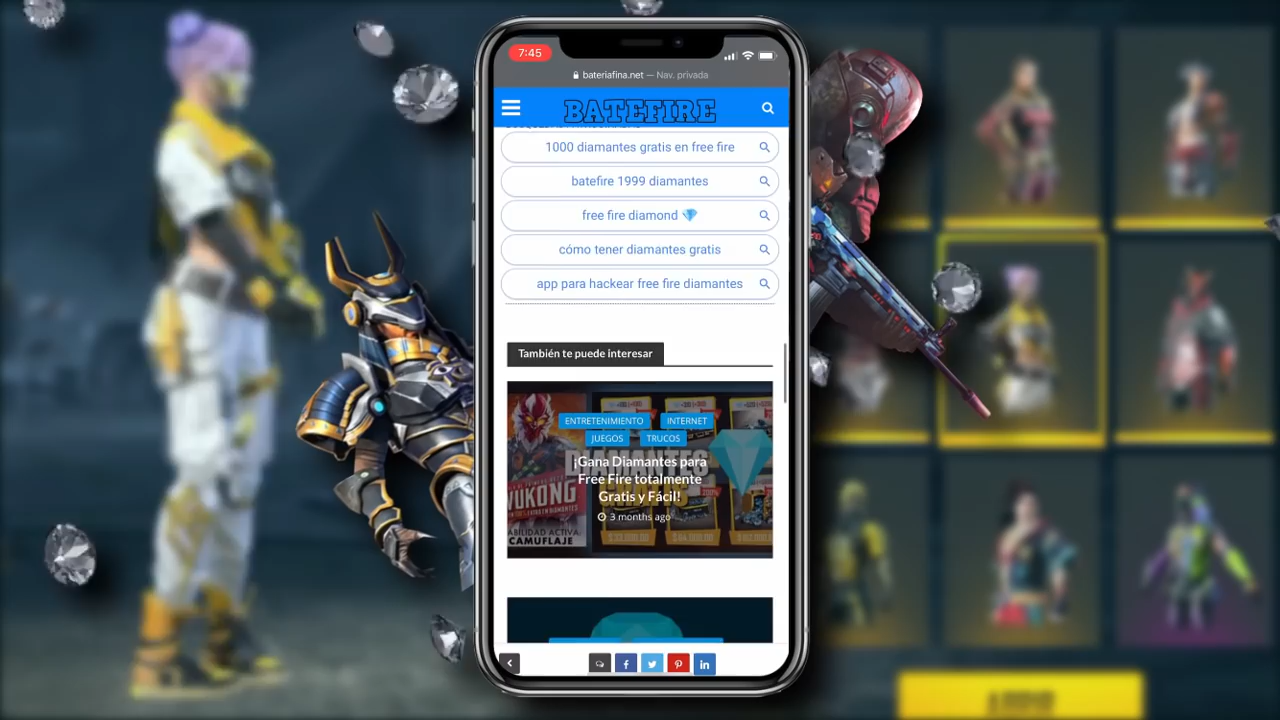 7:45
bateriafina.net — Nav. privada
BATEFIRE
1000 diamantes gratis en free fire
batefire 1999 diamantes
free fire diamond 💎
cómo tener diamantes gratis
app para hackear free fire diamantes
También te puede interesar
ENTRETENIMIENTO
INTERNET
JUEGOS
TRUCOS
DIAMANTES
¡Gana Diamantes para
Free Fire totalmente
Gratis y Fácil!
3 months ago
WUKONG
CAMUFLAJE